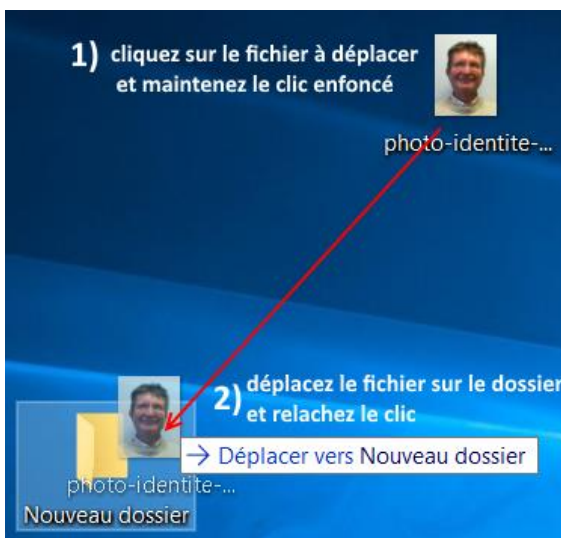 1) cliquez sur le fichier à déplacer
et maintenez le clic enfoncé
photo-identite-...
2) déplacez le fichier sur le dossier
et relachez le clic
→ Déplacer vers Nouveau dossier
photo-identite-...
Nouveau dossier